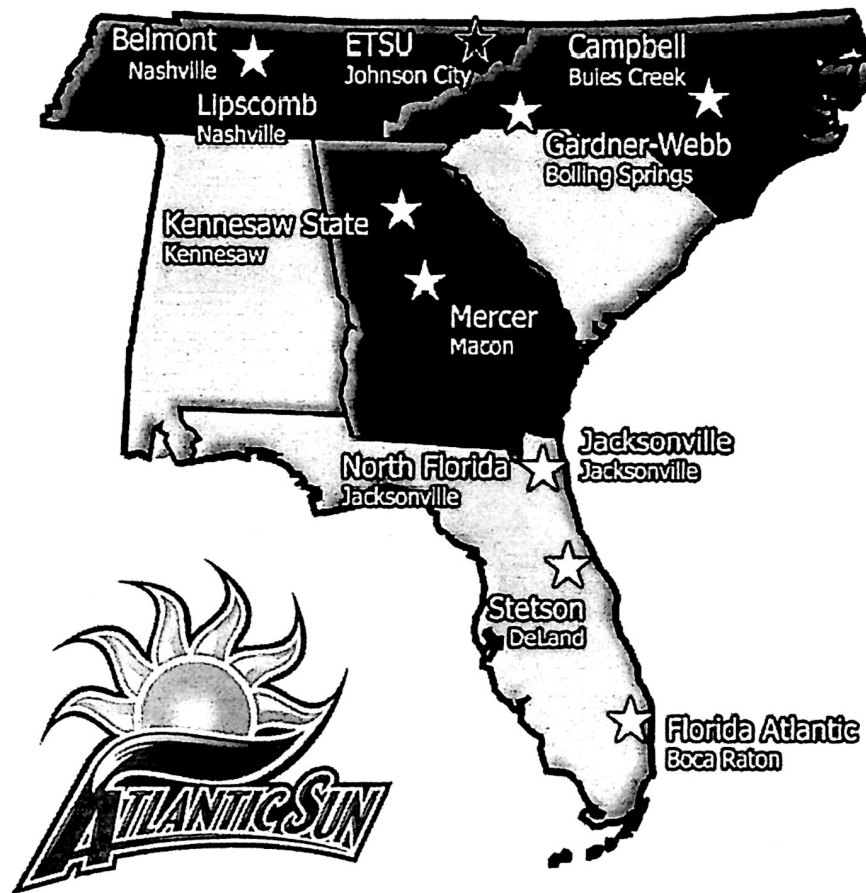 Belmont
Nashville
ETSU
Johnson City
Campbell
Buies Creek
Lipscomb
Nashville
Gardner-Webb
Boiling Springs
Kennesaw State
Kennesaw
Mercer
Macon
North Florida
Jacksonville
Jacksonville
Jacksonville
Stetson
DeLand
Florida Atlantic
Boca Raton
ATLANTIC SUN